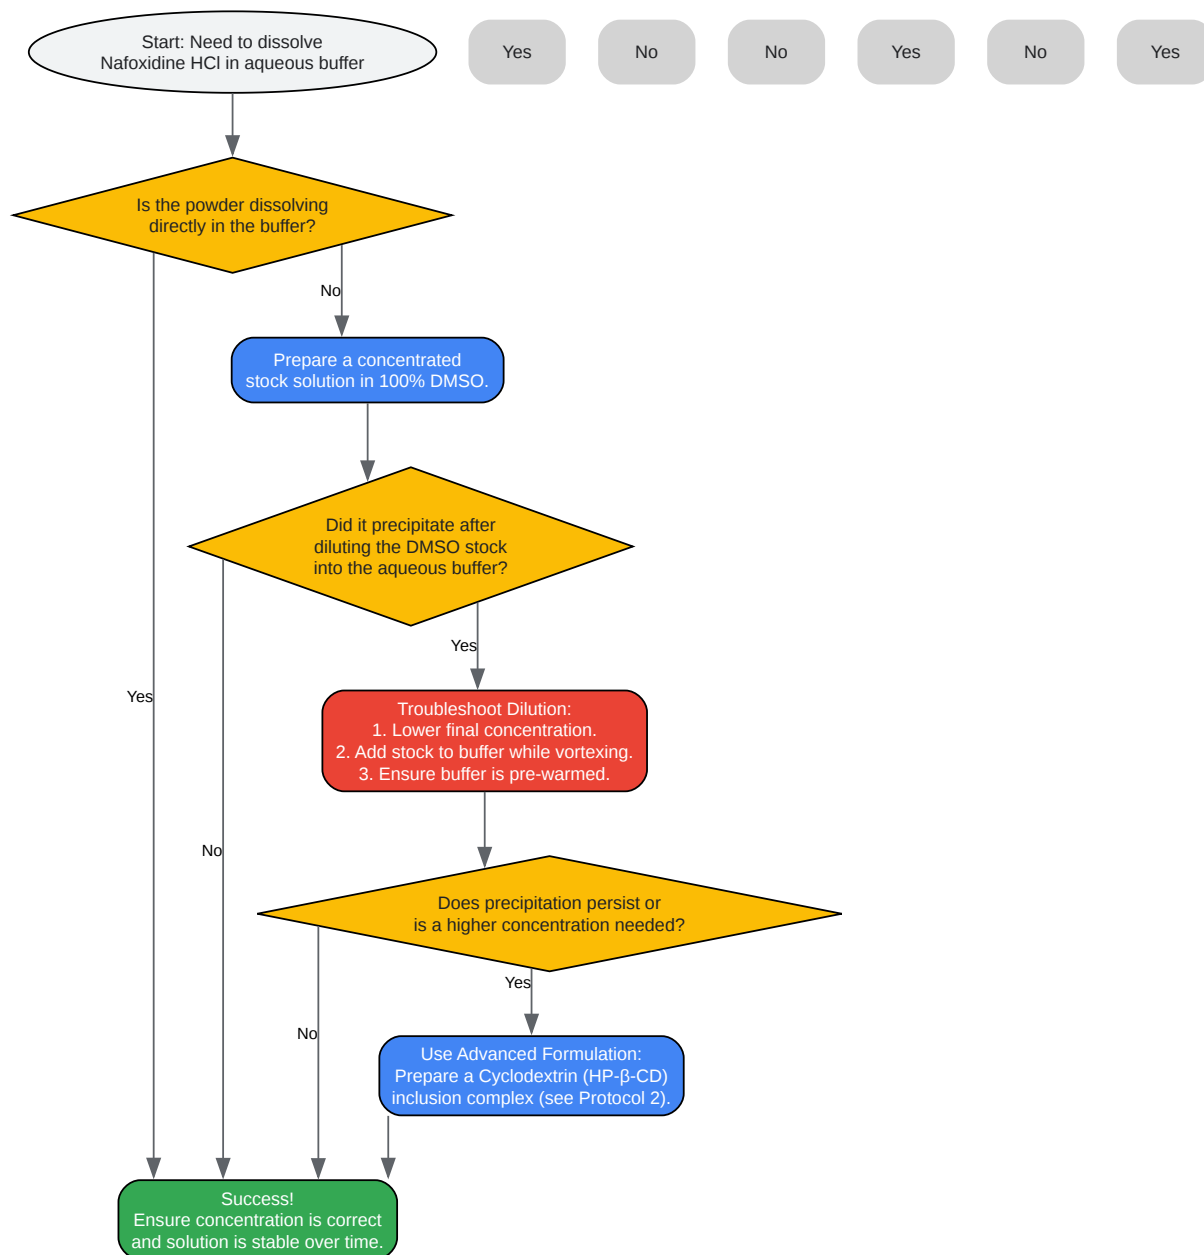 Start: Need to dissolve
Nafoxidine HCl in aqueous buffer
Yes
No
No
Yes
No
Yes
Is the powder dissolving
directly in the buffer?
No
Prepare a concentrated
stock solution in 100% DMSO.
Did it precipitate after
diluting the DMSO stock
into the aqueous buffer?
Yes
Yes
Troubleshoot Dilution:
1. Lower final concentration.
2. Add stock to buffer while vortexing.
3. Ensure buffer is pre-warmed.
No
Does precipitation persist or
is a higher concentration needed?
Yes
No
Use Advanced Formulation:
Prepare a Cyclodextrin (HP-β-CD)
inclusion complex (see Protocol 2).
Success!
Ensure concentration is correct
and solution is stable over time.